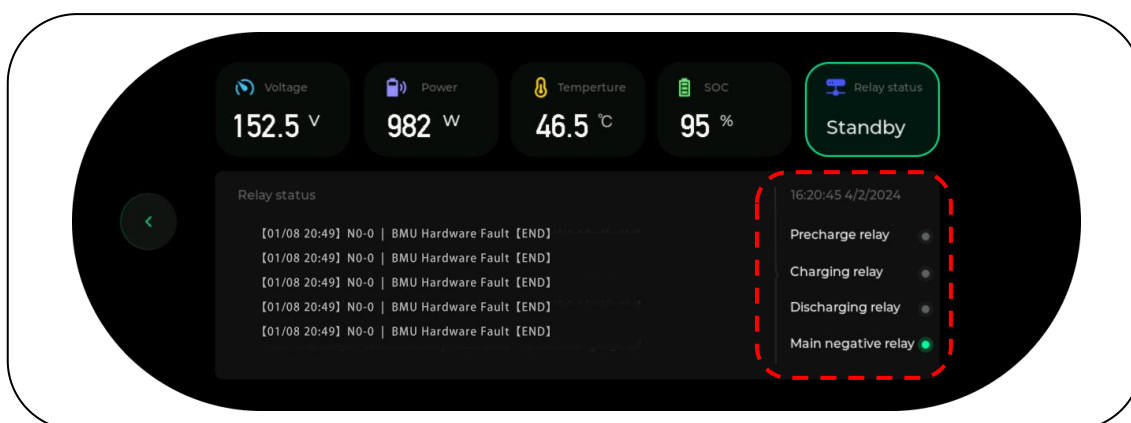 Voltage
152.5 V
Power
982 W
Temperture
46.5 ℃
SOC
95 %
Relay status
Standby
Relay status
【01/08 20:49】N0-0 | BMU Hardware Fault【END】
【01/08 20:49】N0-0 | BMU Hardware Fault【END】
【01/08 20:49】N0-0 | BMU Hardware Fault【END】
【01/08 20:49】N0-0 | BMU Hardware Fault【END】
【01/08 20:49】N0-0 | BMU Hardware Fault【END】
16:20:45 4/2/2024
Precharge relay
Charging relay
Discharging relay
Main negative relay